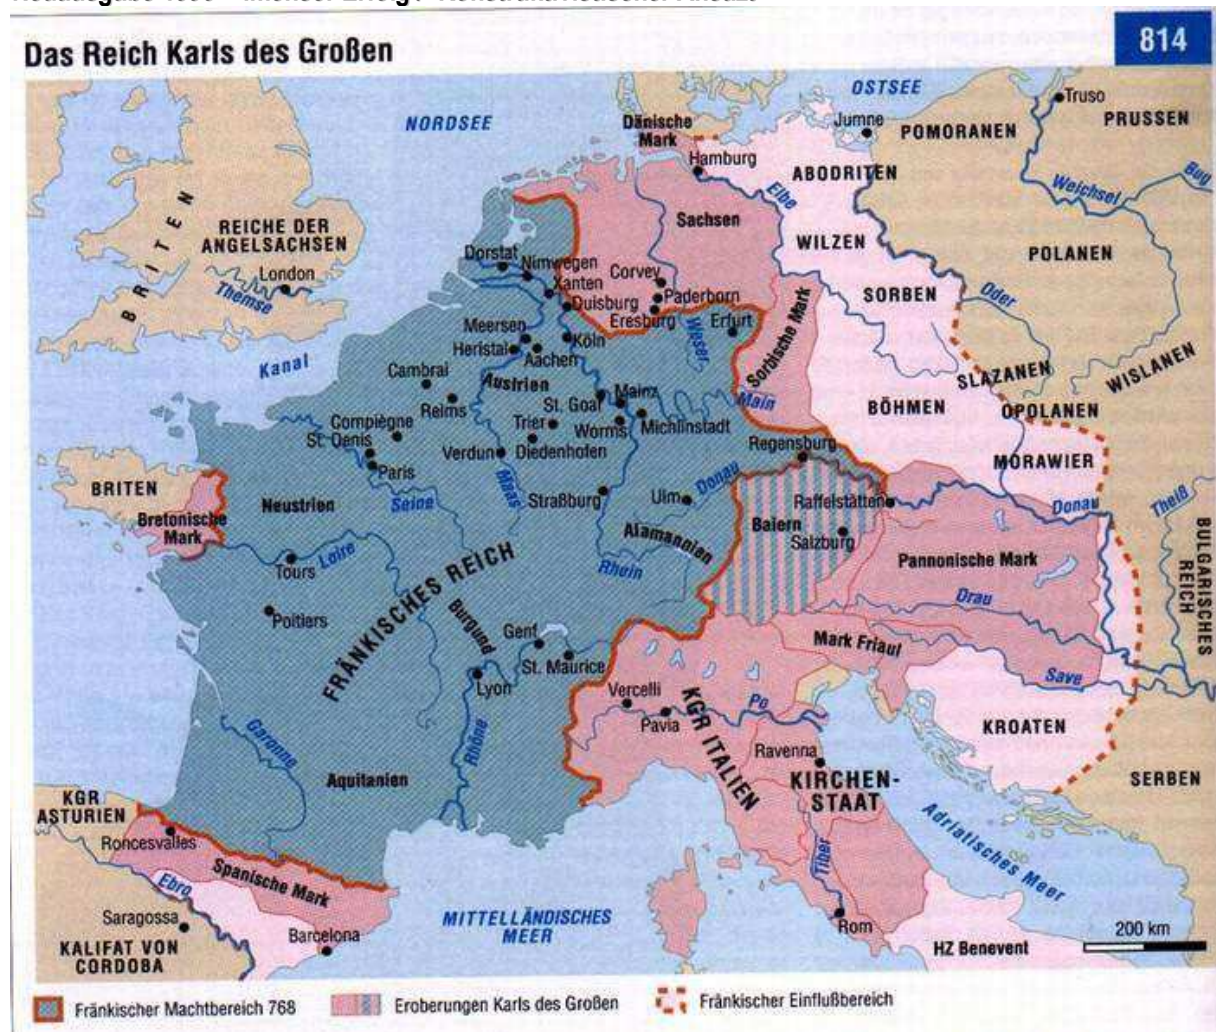 Das Reich Karls des Großen
814
NORDSEE
OSTSEE
Truso
Dänische
Mark
Jumne
POMORANEN
PRUSSEN
Hamburg
ABODRITEN
Weichsel
Bug
BRITEN
REICHE DER
ANGELSACHSEN
Sachsen
Elbe
WILZEN
POLANEN
London
Themse
Dorstat
Nimwegen
Xanten
Duisburg
Corvey
Paderborn
Eresburg
Erfurt
SORBEN
Oder
Meersen
Heristal
Aachen
Köln
Weser
Sorbische Mark
Kanal
Cambrai
Austrien
SLAZANEN
WISLANEN
Reims
St. Goar
Mainz
Main
BÖHMEN
OPOLANEN
Compiègne
St. Denis
Trier
Worms
Michlinstadt
Paris
Verdun
Diedenhofen
Regensburg
MORAWIER
BRITEN
Bretonische
Mark
Neustrien
Seine
Maas
Straßburg
Ulm
Donau
Raffelstätten
Donau
Theiß
Loire
Alamannien
Baiern
Salzburg
Pannonische Mark
BULGARISCHES
REICH
Tours
Rhein
Poitiers
FRÄNKISCHES REICH
Burgund
Drau
Genf
St. Maurice
Mark Friaul
Lyon
Save
Vercelli
Pavia
Po
KGR ITALIEN
KROATEN
Garonne
Rhône
Ravenna
KIRCHEN-
STAAT
SERBEN
Aquitanien
KGR
ASTURIEN
Roncesvalles
Adriatisches Meer
Spanische Mark
Tiber
Ebro
Saragossa
MITTELLÄNDISCHES
MEER
Rom
200 km
Barcelona
KALIFAT VON
CORDOBA
HZ Benevent
Fränkischer Machtbereich 768
Eroberungen Karls des Großen
Fränkischer Einflußbereich